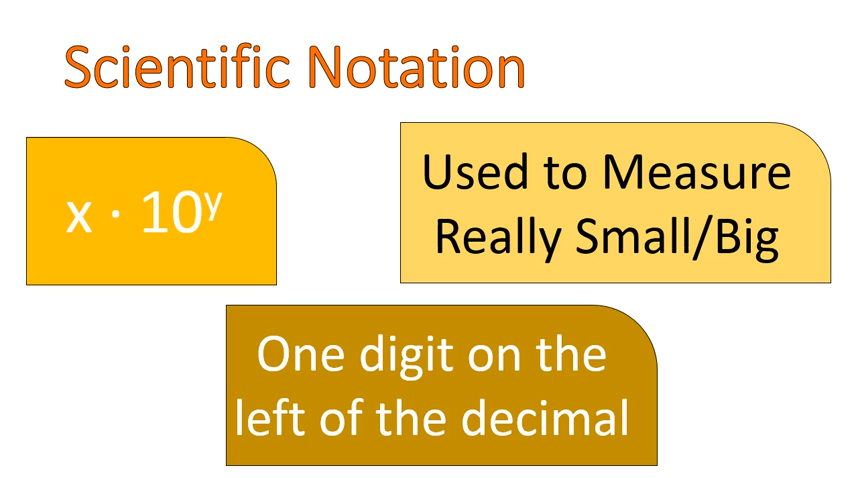 Scientific Notation
x · 10ʸ
Used to Measure
Really Small/Big
One digit on the
left of the decimal